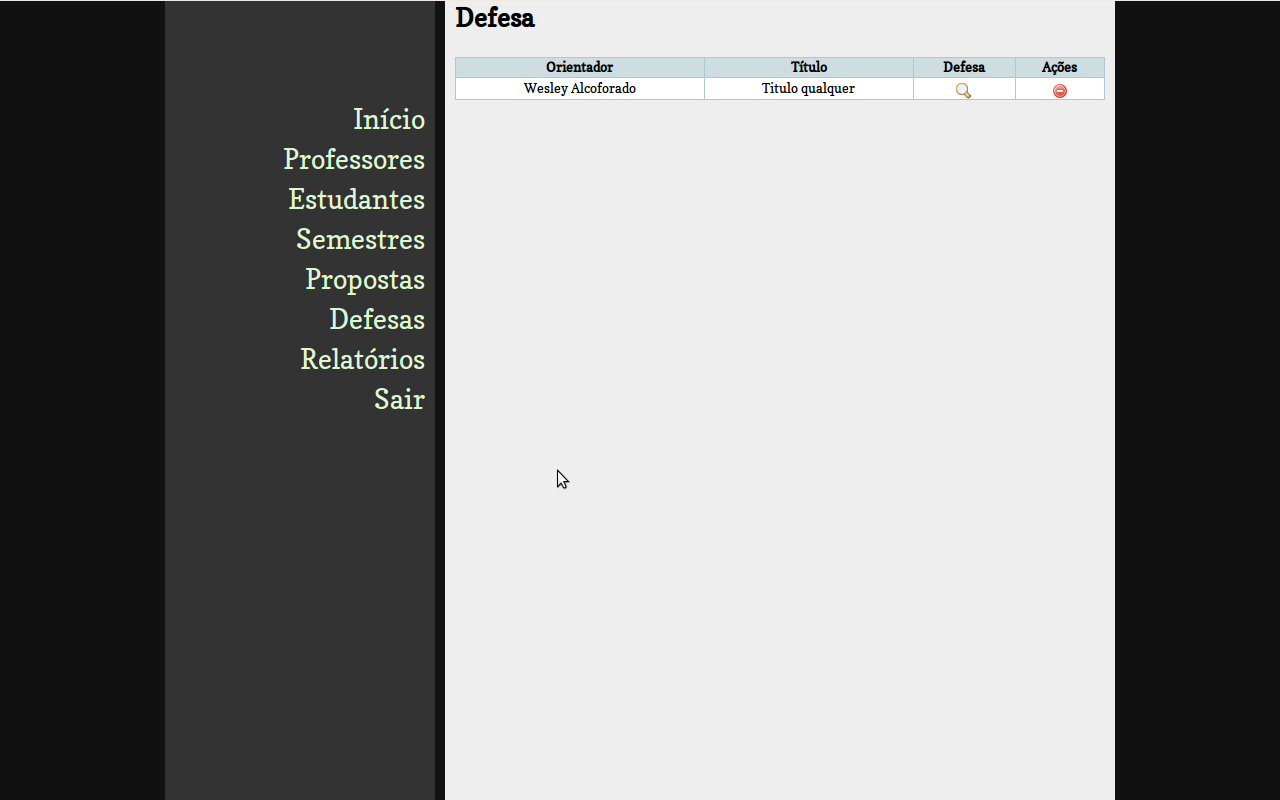 Defesa
Orientador Título Defesa Ações
Wesley Alcoforado Titulo qualquer
Início
Professores
Estudantes
Semestres
Propostas
Defesas
Relatórios
Sair